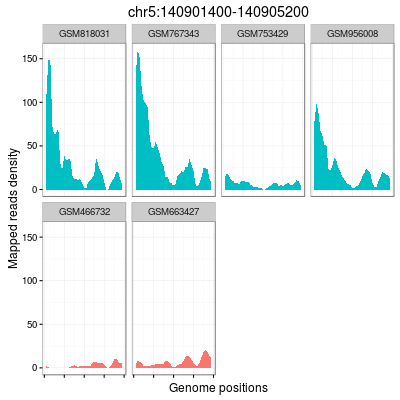 chr5:140901400-140905200
GSM818031 GSM767343 GSM753429 GSM956008
150
100
50
0
GSM466732 GSM663427
150
100
50
0
Mapped reads density
Genome positions